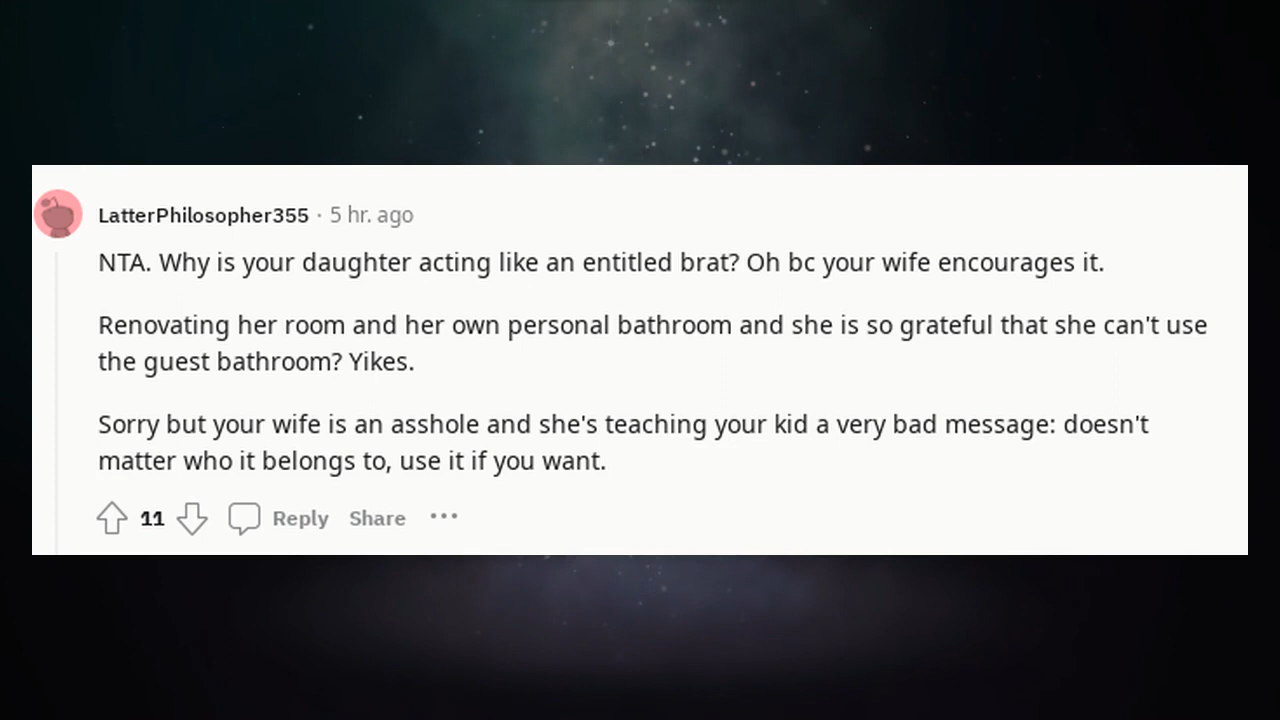 LatterPhilosopher355 · 5 hr. ago
NTA. Why is your daughter acting like an entitled brat? Oh bc your wife encourages it.
Renovating her room and her own personal bathroom and she is so grateful that she can't use
the guest bathroom? Yikes.
Sorry but your wife is an asshole and she's teaching your kid a very bad message: doesn't
matter who it belongs to, use it if you want.
11 Reply Share ···